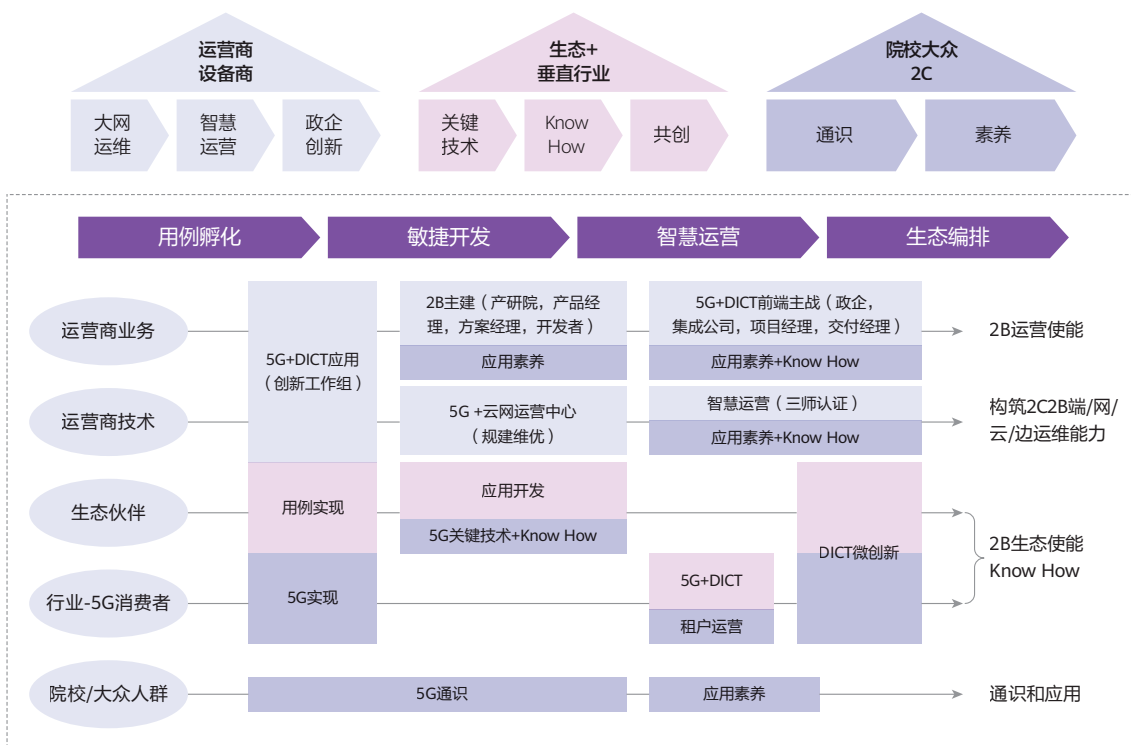 运营商
设备商
生态+
垂直行业
院校大众
2C
大网
运维
智慧
运营
政企
创新
关键
技术
Know
How
共创
通识
素养
用例孵化
敏捷开发
智慧运营
生态编排
运营商业务
5G+DICT应用
（创新工作组）
2B主建（产研院，产品经
理，方案经理，开发者）
应用素养
5G+DICT前端主战（政企，
集成公司，项目经理，交付经理）
应用素养+Know How
2B运营使能
运营商技术
5G +云网运营中心
（规建维优）
智慧运营（三师认证）
应用素养+Know How
构筑2C2B端/网/
云/边运维能力
生态伙伴
用例实现
应用开发
5G关键技术+Know How
DICT微创新
2B生态使能
Know How
行业-5G消费者
5G实现
5G+DICT
租户运营
院校/大众人群
5G通识
应用素养
通识和应用